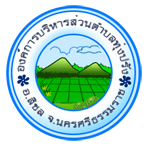 องค์การบริหารส่วนตำบลทุ่งปรัง
อ.สิชล จ.นครศรีธรรมราช